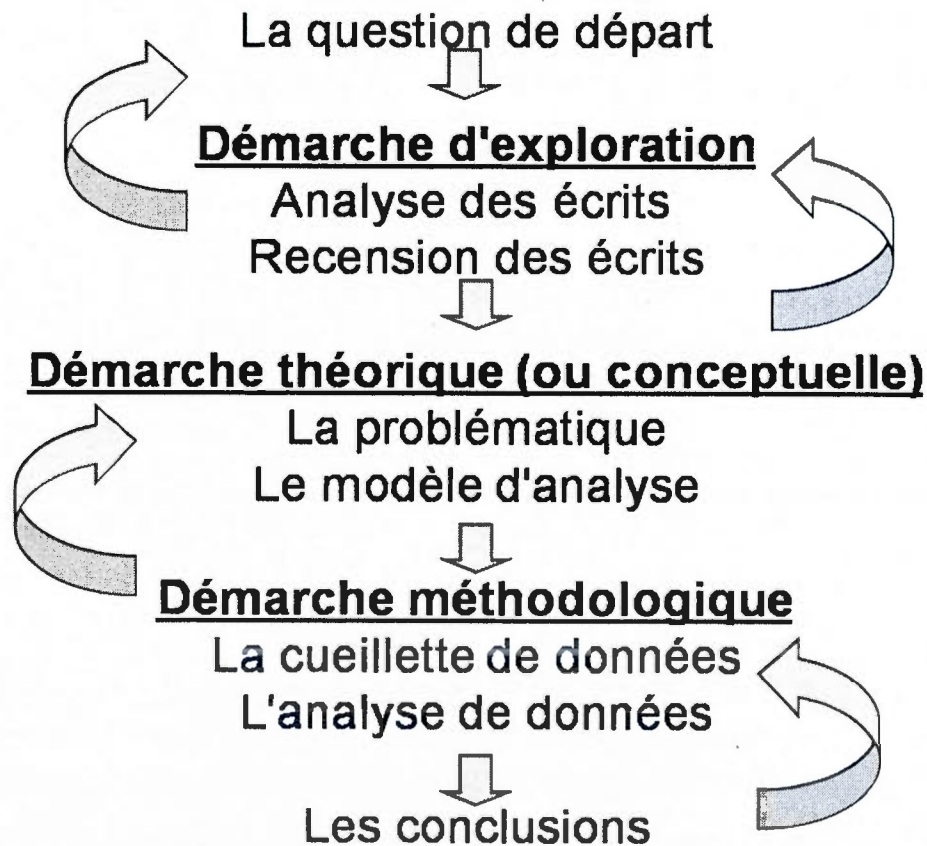 La question de départ
Démarche d'exploration
Analyse des écrits
Recension des écrits
Démarche théorique (ou conceptuelle)
La problématique
Le modèle d'analyse
Démarche méthodologique
La cueillette de données
L'analyse de données
Les conclusions